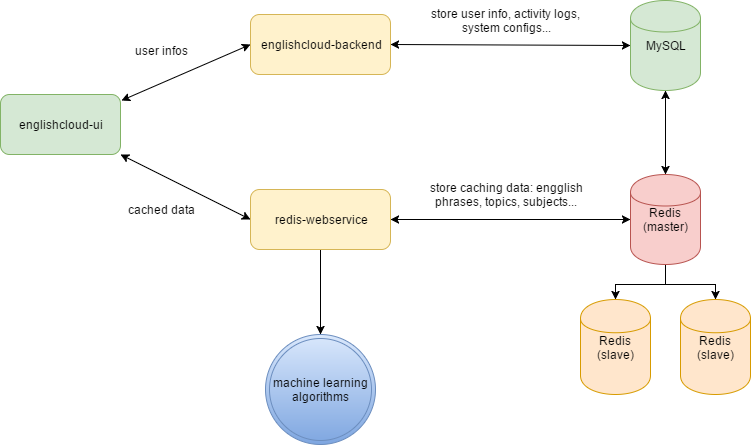 store user info, activity logs,
system configs...
user infos
englishcloud-backend
MySQL
englishcloud-ui
store caching data: engglish
phrases, topics, subjects...
cached data
redis-webservice
Redis
(master)
Redis
(slave)
Redis
(slave)
machine learning
algorithms